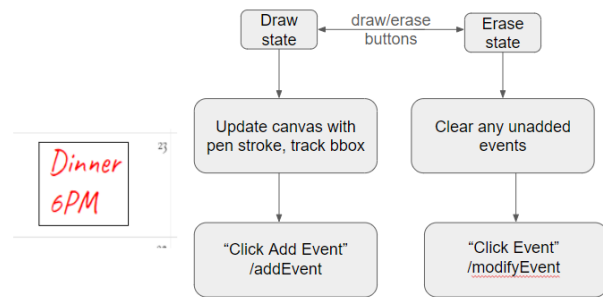 Draw
state
draw/erase
buttons
Erase
state
Update canvas with
pen stroke, track bbox
Clear any unadded
events
23
Dinner
6PM
“Click Add Event”
/addEvent
“Click Event”
/modifyEvent